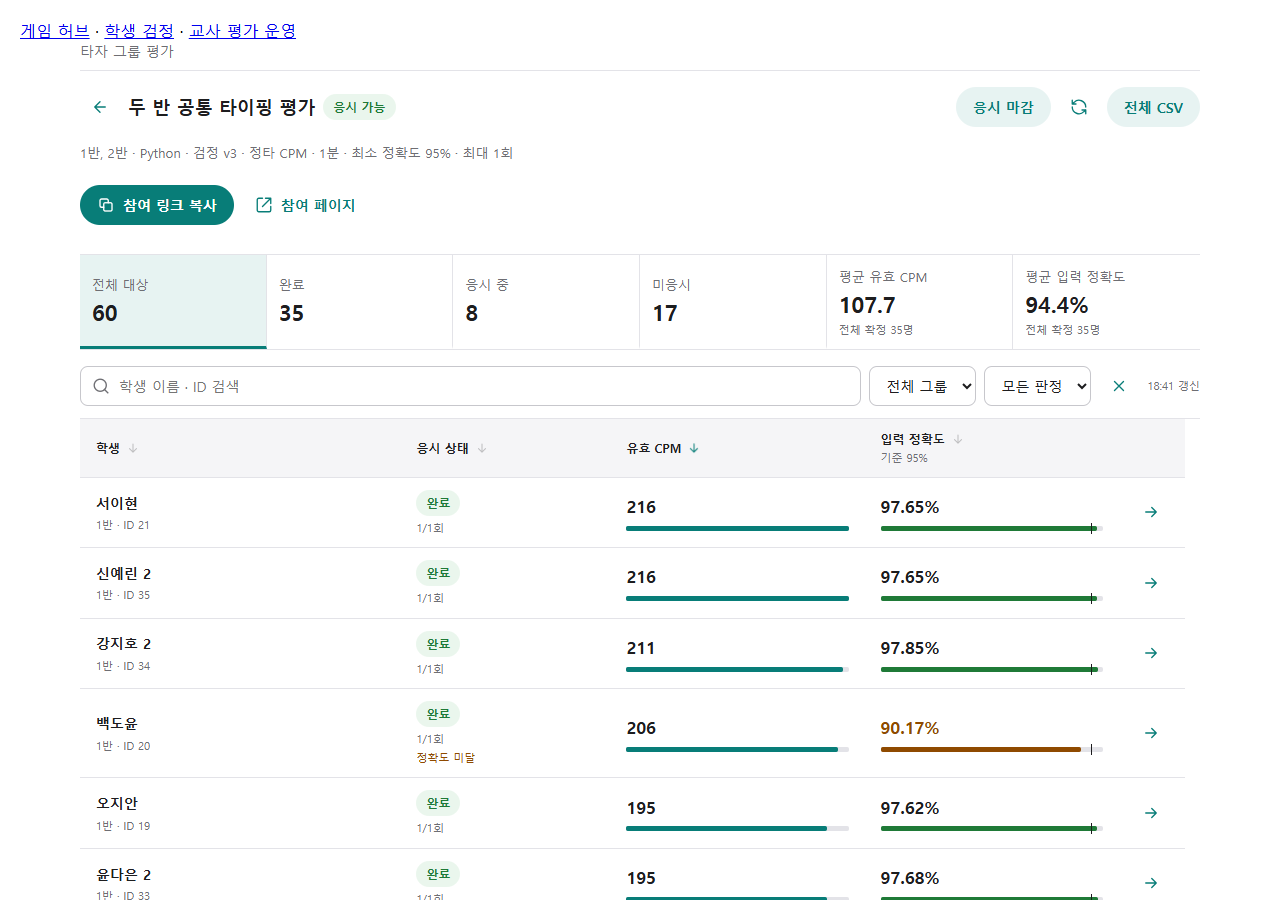 게임 허브 · 학생 검정 · 교사 평가 운영
타자 그룹 평가
두 반 공통 타이핑 평가 응시 가능 응시 마감 전체 CSV
1반, 2반 · Python · 검정 v3 · 정타 CPM · 1분 · 최소 정확도 95% · 최대 1회
참여 링크 복사 참여 페이지
전체 대상
60
완료
35
응시 중
8
미응시
17
평균 유효 CPM
107.7
전체 확정 35명
평균 입력 정확도
94.4%
전체 확정 35명
학생 이름 · ID 검색 전체 그룹 모든 판정 18:41 갱신
학생 응시 상태 유효 CPM 입력 정확도
기준 95%
서이현 완료 216 97.65%
1반 · ID 21 1/1회
신예린 2 완료 216 97.65%
1반 · ID 35 1/1회
강지호 2 완료 211 97.85%
1반 · ID 34 1/1회
백도윤 완료 206 90.17%
1반 · ID 20 1/1회
정확도 미달
오지안 완료 195 97.62%
1반 · ID 19 1/1회
윤다은 2 완료 195 97.68%
1반 · ID 33 1/1회